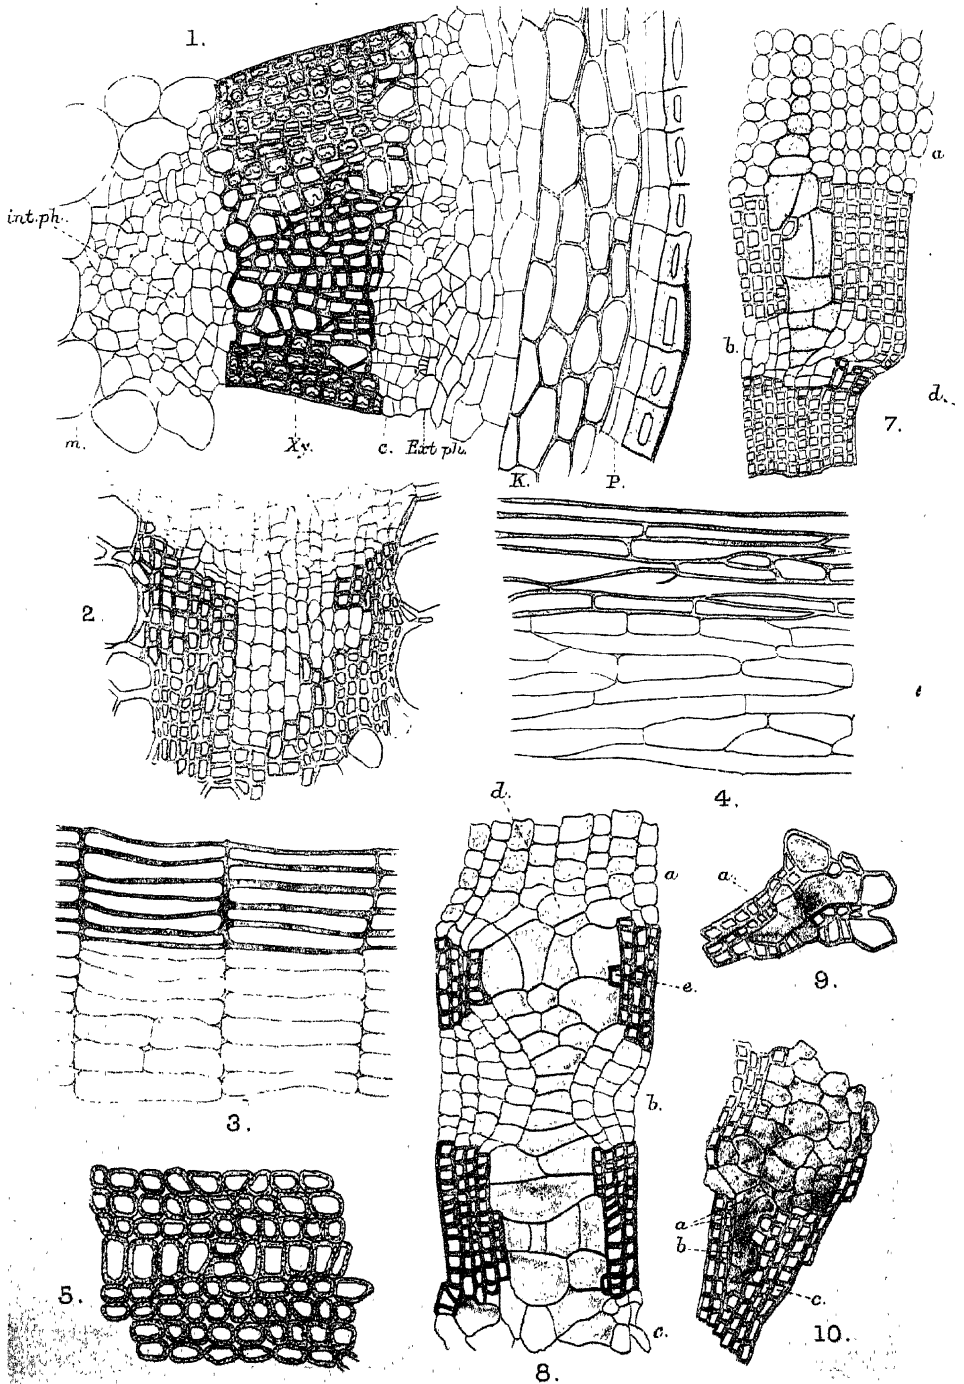 1.
int.ph.
m.
Xy.
c.
Ext ph.
K.
P.
a
b.
d.
7.
2.
4.
3.
d.
a
e.
b.
c.
8.
a.
9.
5.
a
b
c.
10.